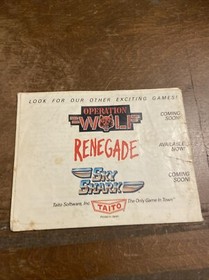 LOOK FOR OUR OTHER EXCITING GAMES!
OPERATION
WOLF
COMING
SOON!
RENEGADE
AVAILABLE
NOW!
SKY
SHARK
COMING
SOON!
Taito Software, Inc.
TAITO
"The Only Game In Town"